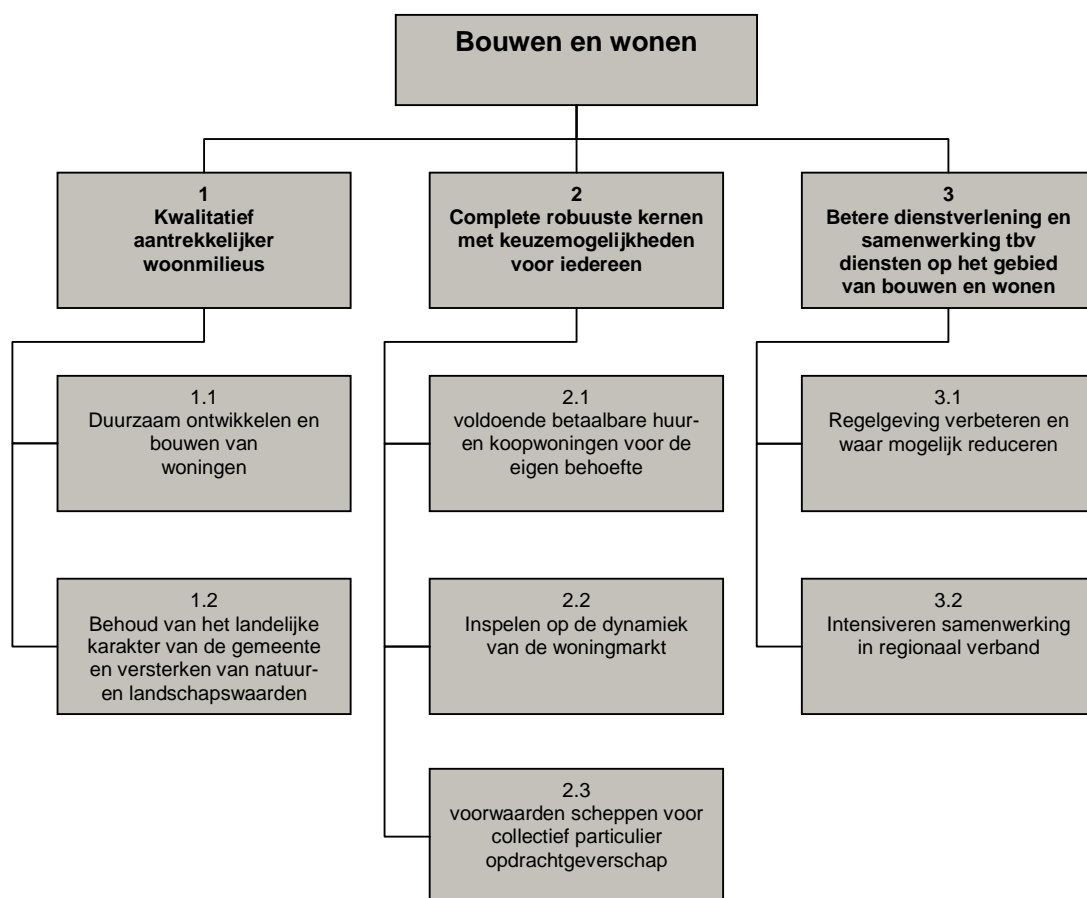 Bouwen en wonen
1
Kwalitatief
aantrekkelijker
woonmilieus
2
Complete robuuste kernen
met keuzemogelijkheden
voor iedereen
3
Betere dienstverlening en
samenwerking tbv
diensten op het gebied
van bouwen en wonen
1.1
Duurzaam ontwikkelen en
bouwen van
woningen
2.1
voldoende betaalbare huur-
en koopwoningen voor de
eigen behoefte
3.1
Regelgeving verbeteren en
waar mogelijk reduceren
1.2
Behoud van het landelijke
karakter van de gemeente
en versterken van natuur-
en landschapswaarden
2.2
Inspelen op de dynamiek
van de woningmarkt
3.2
Intensiveren samenwerking
in regionaal verband
2.3
voorwaarden scheppen voor
collectief particulier
opdrachtgeverschap